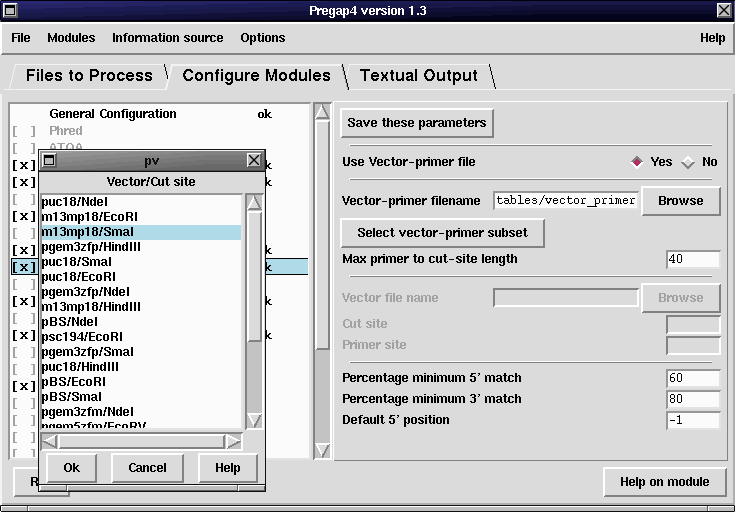 Pregap4 version 1.3
File Modules Information source Options Help
Files to Process Configure Modules Textual Output
General Configuration ok
[ ] Phred
[ ] ATQA
pv
Vector/Cut site
puc18/NdeI
m13mp18/EcoRI
m13mp18/SmaI
pgem3zfp/HindIII
puc18/SmaI
puc18/EcoRI
pgem3zfp/NdeI
m13mp18/HindIII
pBS/NdeI
psc194/EcoRI
pgem3zfp/SmaI
puc18/HindIII
pBS/EcoRI
pBS/SmaI
pgem3zfm/NdeI
pgem5zfm/EcoRV
Ok Cancel Help
Save these parameters
Use Vector-primer file Yes No
Vector-primer filename tables/vector_primer Browse
Select vector-primer subset
Max primer to cut-site length 40
Vector file name Browse
Cut site
Primer site
Percentage minimum 5' match 60
Percentage minimum 3' match 80
Default 5' position -1
Help on module